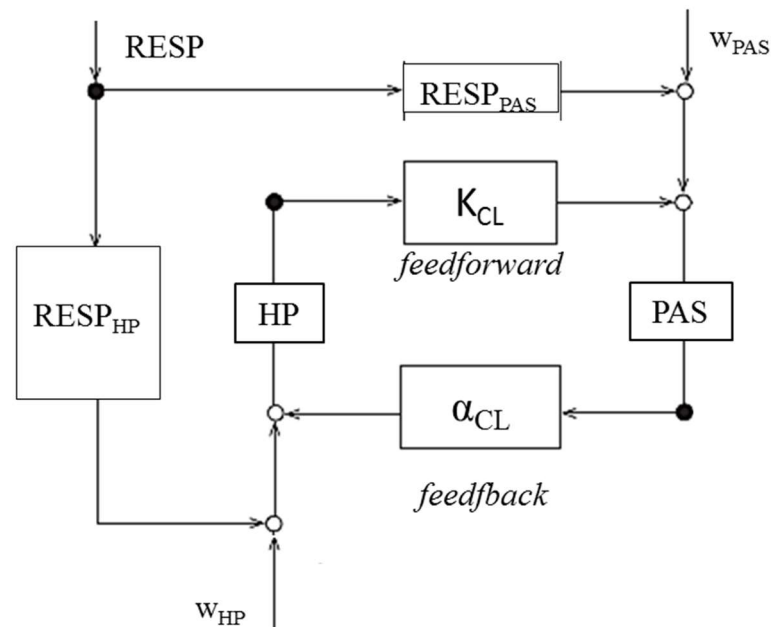 RESP
w_PAS
RESP_PAS
K_CL
feedforward
RESP_HP
HP
PAS
α_CL
feedfback
w_HP